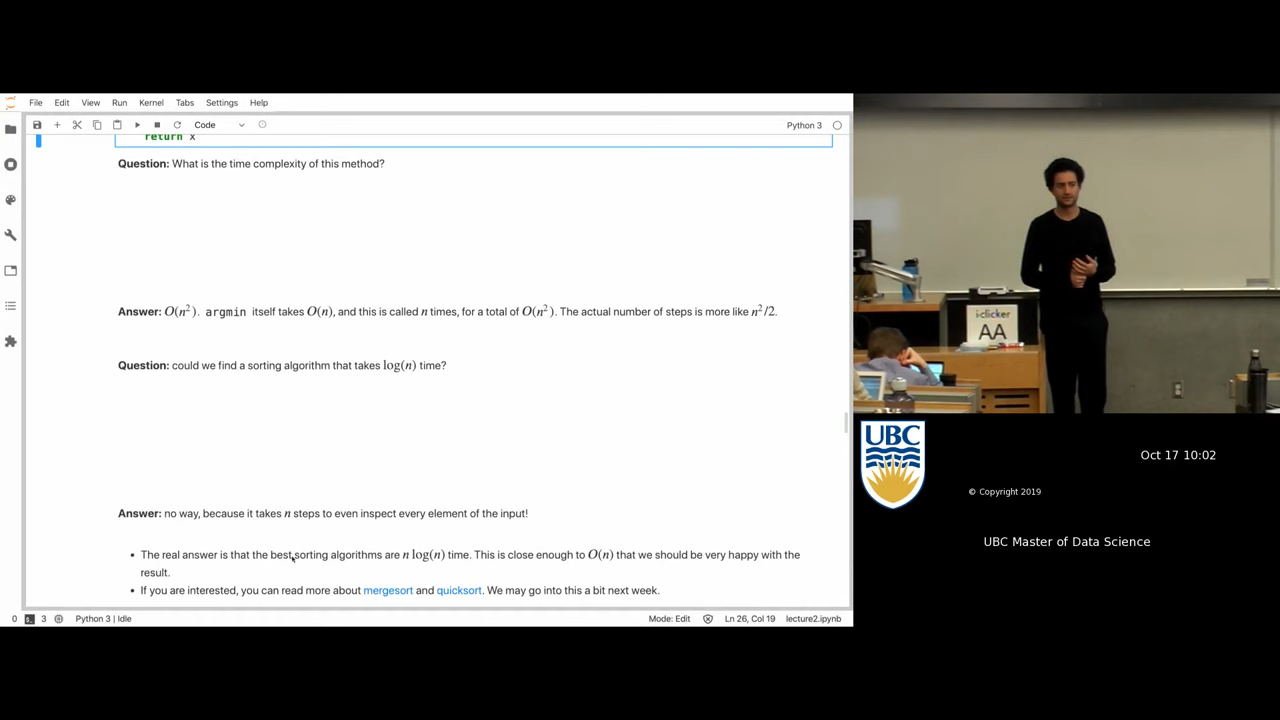 File Edit View Run Kernel Tabs Settings Help
Code
Python 3
return x
Question: What is the time complexity of this method?
Answer: O(n²). argmin itself takes O(n), and this is called n times, for a total of O(n²). The actual number of steps is more like n²/2.
Question: could we find a sorting algorithm that takes log(n) time?
Answer: no way, because it takes n steps to even inspect every element of the input!
• The real answer is that the best sorting algorithms are n log(n) time. This is close enough to O(n) that we should be very happy with the
result.
• If you are interested, you can read more about mergesort and quicksort. We may go into this a bit next week.
0 3 Python 3 | Idle Mode: Edit Ln 26, Col 19 lecture2.ipynb
i·clicker
AA
UBC
Oct 17 10:02
© Copyright 2019
UBC Master of Data Science